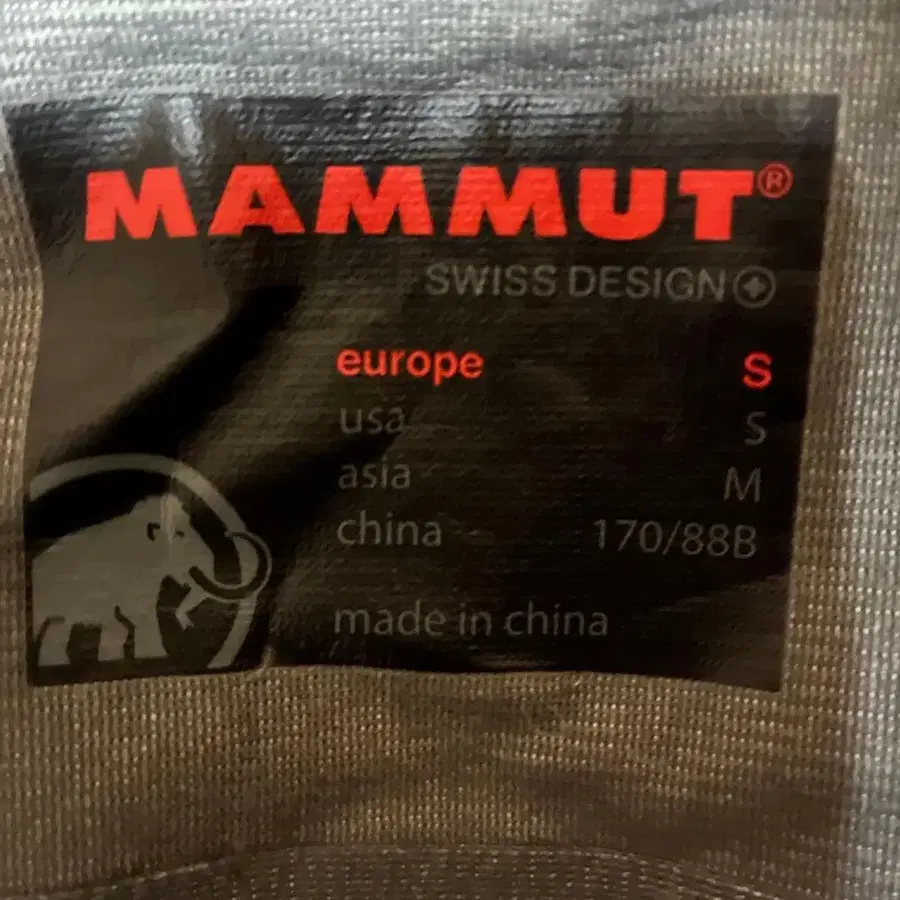 MAMMUT®
SWISS DESIGN
europe S
usa S
asia M
china 170/88B
made in china